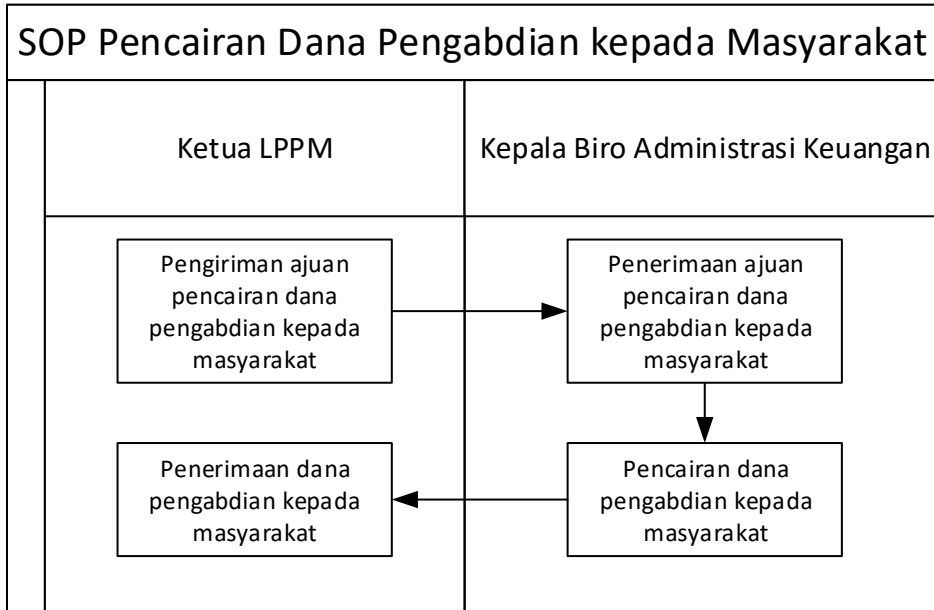 SOP Pencairan Dana Pengabdian kepada Masyarakat
Ketua LPPM
Kepala Biro Administrasi Keuangan
Pengiriman ajuan
pencairan dana
pengabdian kepada
masyarakat
Penerimaan ajuan
pencairan dana
pengabdian kepada
masyarakat
Penerimaan dana
pengabdian kepada
masyarakat
Pencairan dana
pengabdian kepada
masyarakat